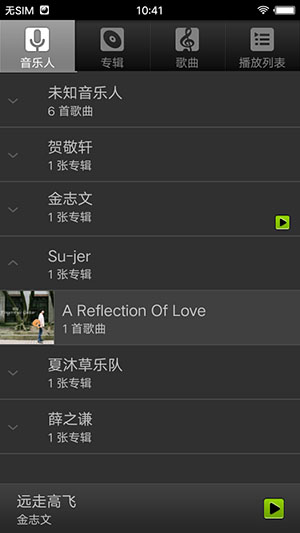 无SIM
10:41
音乐人
专辑
歌曲
播放列表
未知音乐人
6 首歌曲
贺敬轩
1 张专辑
金志文
1 张专辑
Su-jer
1 张专辑
A Reflection Of Love
1 首歌曲
夏沐草乐队
1 张专辑
薛之谦
1 张专辑
远走高飞
金志文